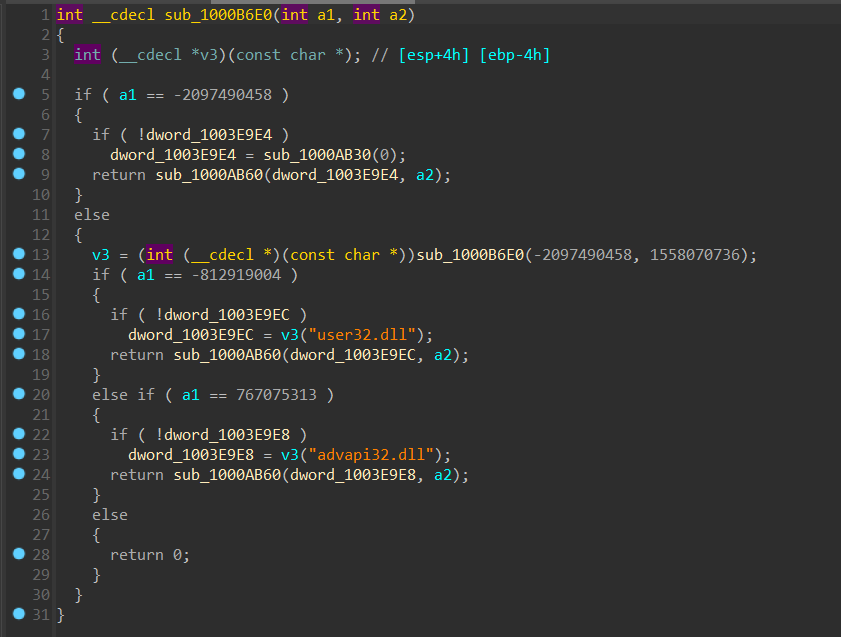 1 int __cdecl sub_1000B6E0(int a1, int a2)
2 {
3   int (__cdecl *v3)(const char *); // [esp+4h] [ebp-4h]
4
5   if ( a1 == -2097490458 )
6   {
7     if ( !dword_1003E9E4 )
8       dword_1003E9E4 = sub_1000AB30(0);
9     return sub_1000AB60(dword_1003E9E4, a2);
10   }
11   else
12   {
13     v3 = (int (__cdecl *)(const char *))sub_1000B6E0(-2097490458, 1558070736);
14     if ( a1 == -812919004 )
15     {
16       if ( !dword_1003E9EC )
17         dword_1003E9EC = v3("user32.dll");
18       return sub_1000AB60(dword_1003E9EC, a2);
19     }
20     else if ( a1 == 767075313 )
21     {
22       if ( !dword_1003E9E8 )
23         dword_1003E9E8 = v3("advapi32.dll");
24       return sub_1000AB60(dword_1003E9E8, a2);
25     }
26     else
27     {
28       return 0;
29     }
30   }
31 }